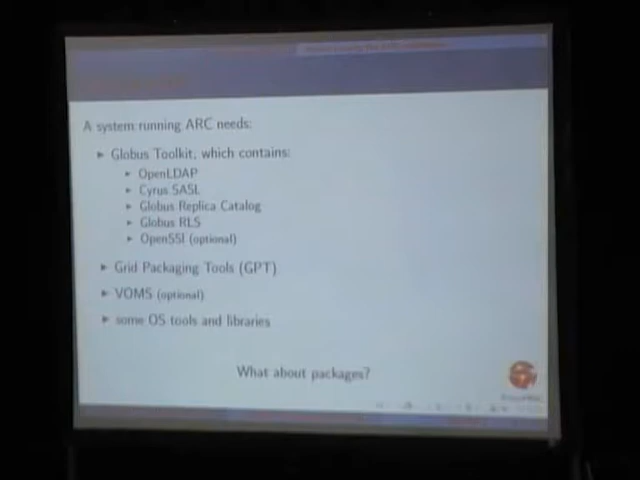 A system running ARC needs:
Globus Toolkit, which contains:
OpenLDAP
Cyrus SASL
Globus Replica Catalog
Globus RLS
OpenSSl (optional)
Grid Packaging Tools (GPT)
VOMS (optional)
some OS tools and libraries
What about packages?